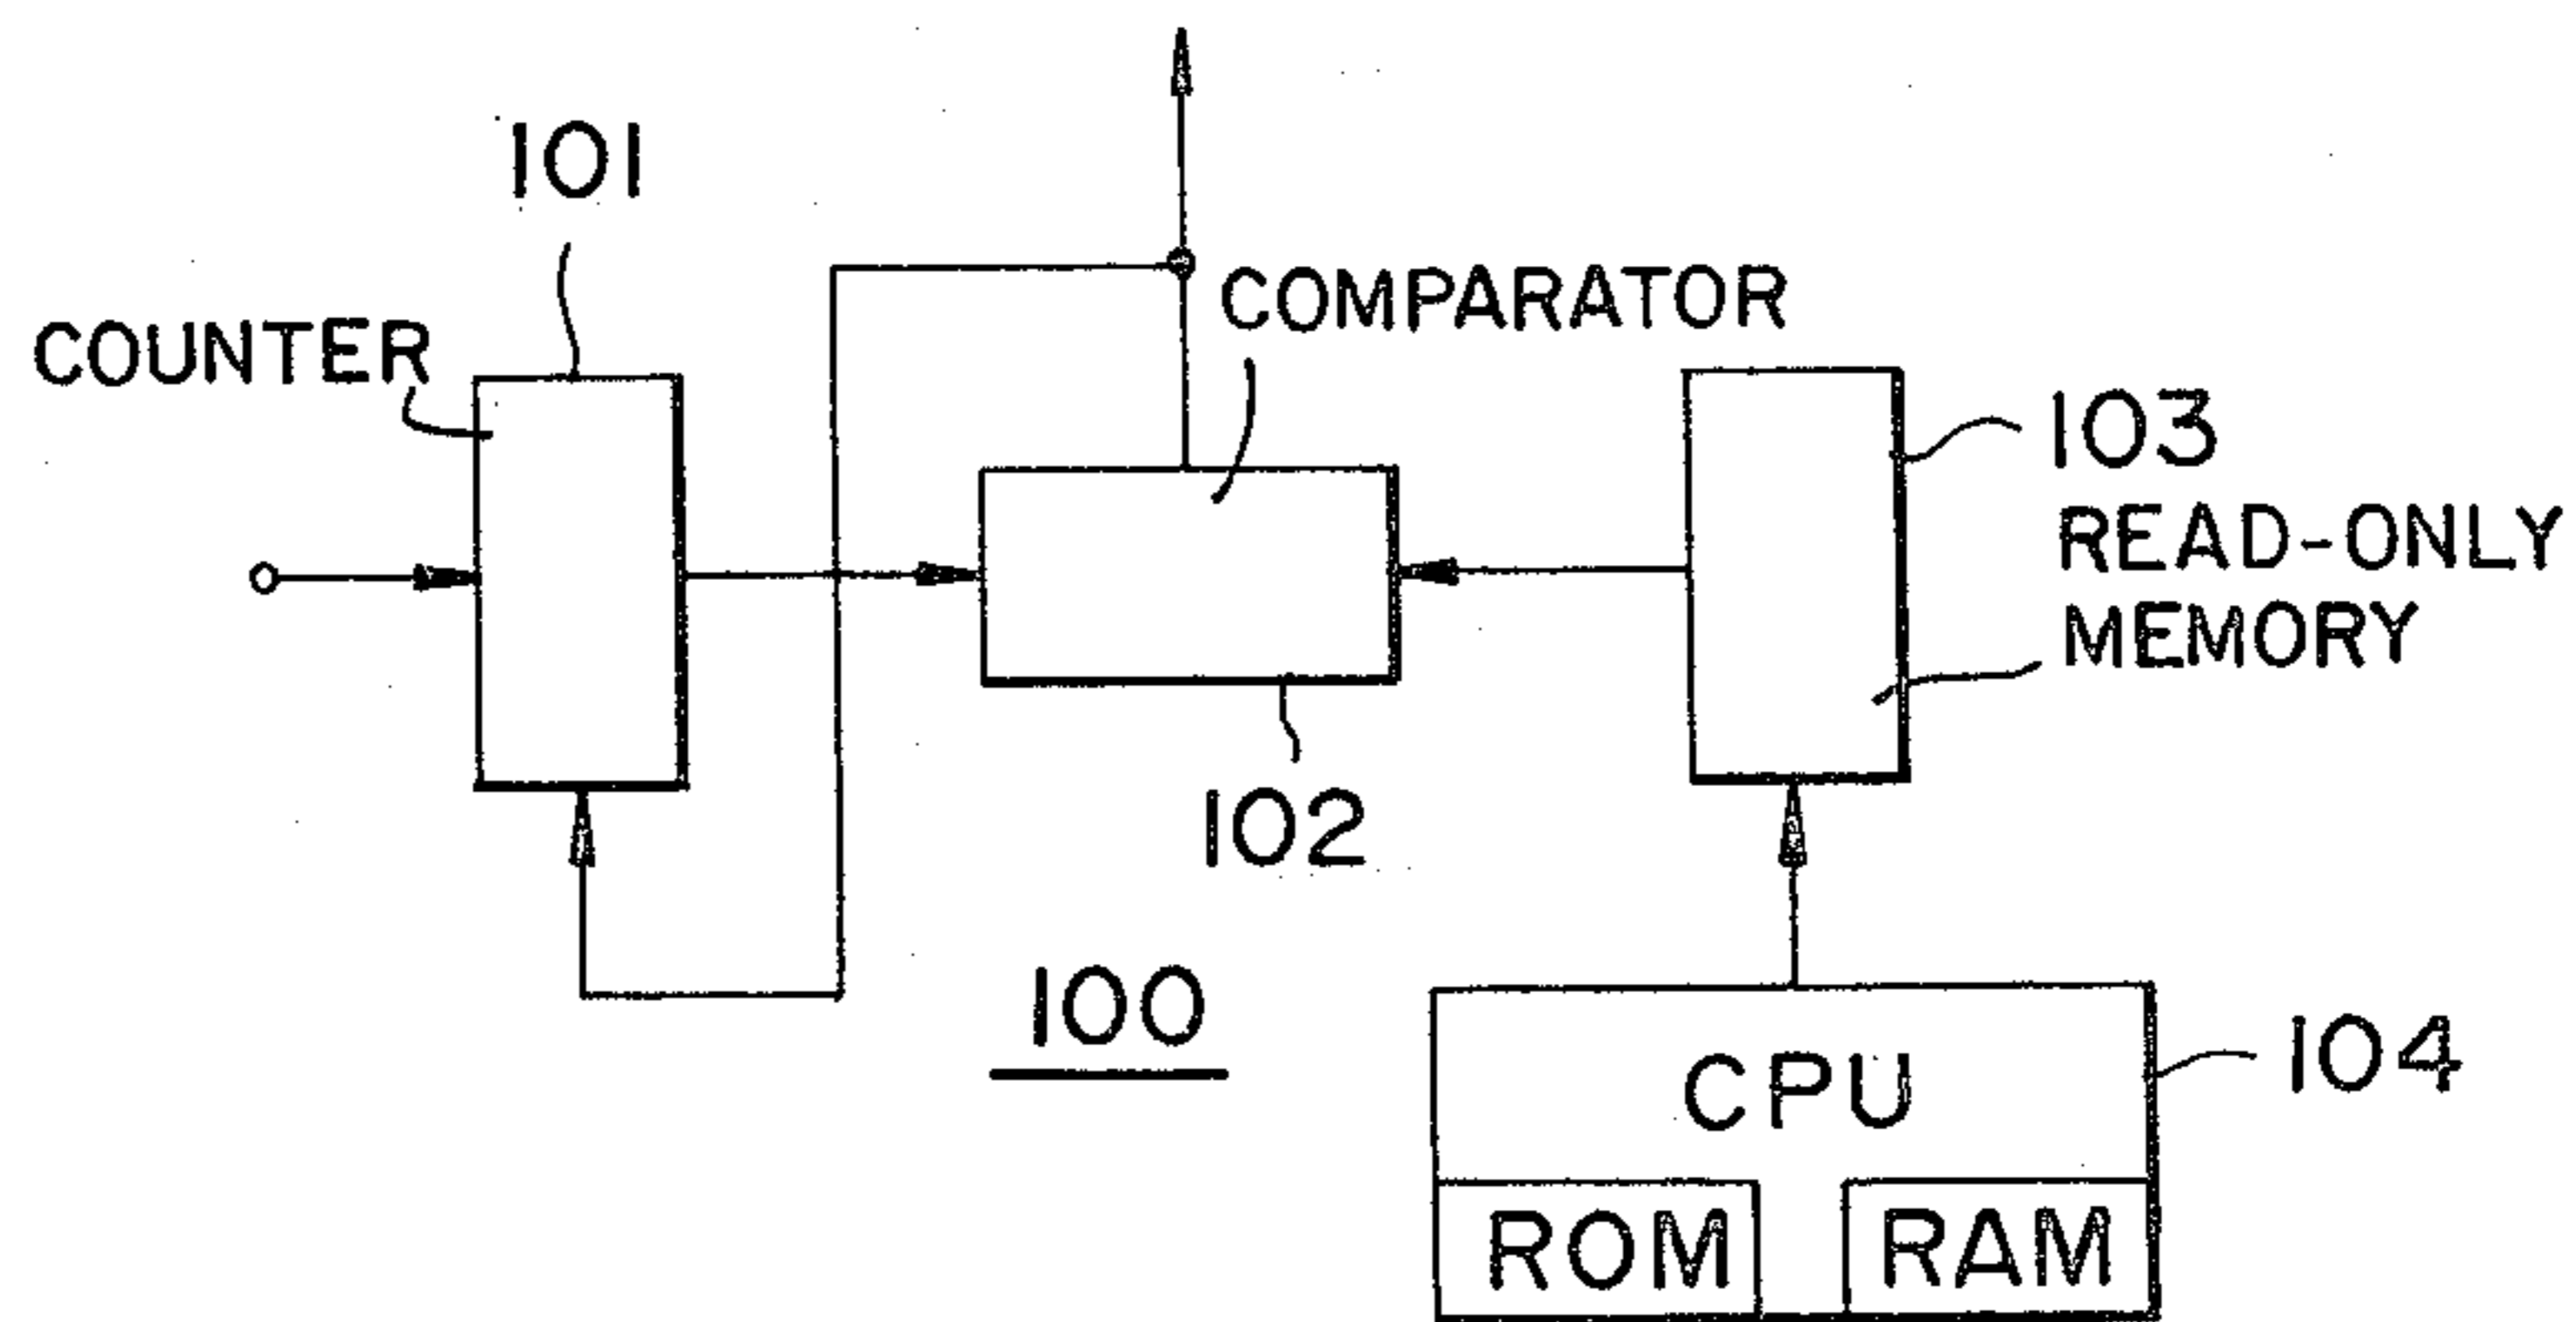 101
COUNTER
COMPARATOR
103
READ-ONLY
MEMORY
102
100
CPU
104
ROM
RAM